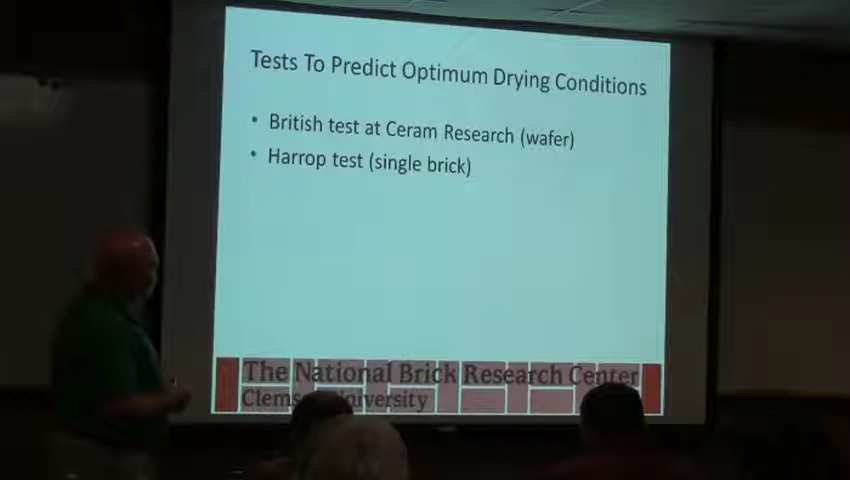 Tests To Predict Optimum Drying Conditions
• British test at Ceram Research (wafer)
• Harrop test (single brick)
The National Brick Research Center
Clemson University